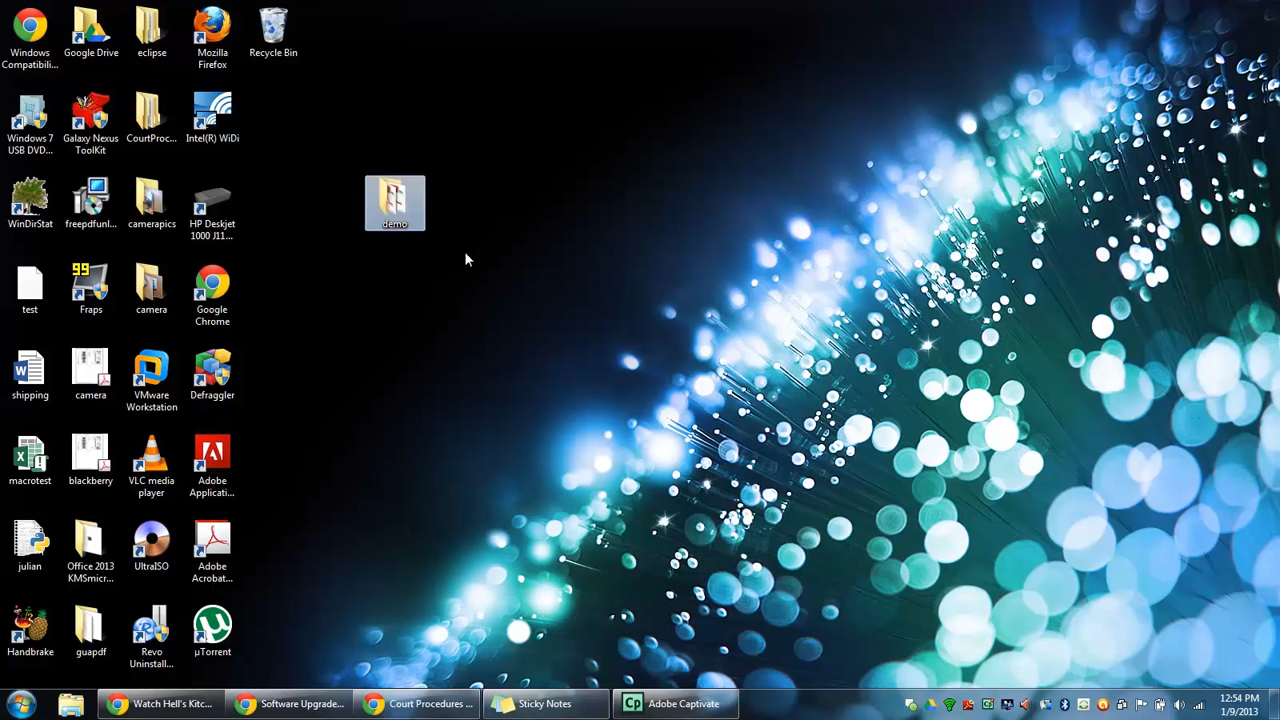 Windows
Compatibili...
Google Drive
eclipse
Mozilla
Firefox
Recycle Bin
Windows 7
USB DVD...
Galaxy Nexus
ToolKit
CourtProc...
Intel(R) WiDi
WinDirStat
freepdfunl...
camerapics
HP Deskjet
1000 J11...
demo
test
99
Fraps
camera
Google
Chrome
shipping
camera
VMware
Workstation
Defraggler
macrotest
blackberry
VLC media
player
Adobe
Applicati...
julian
Office 2013
KMSmicr...
UltraISO
Adobe
Acrobat...
Handbrake
guapdf
Revo
Uninstall...
µTorrent
Watch Hell's Kitc...
Software Upgrade...
Court Procedures ...
Sticky Notes
Cp
Adobe Captivate
12:54 PM
1/9/2013